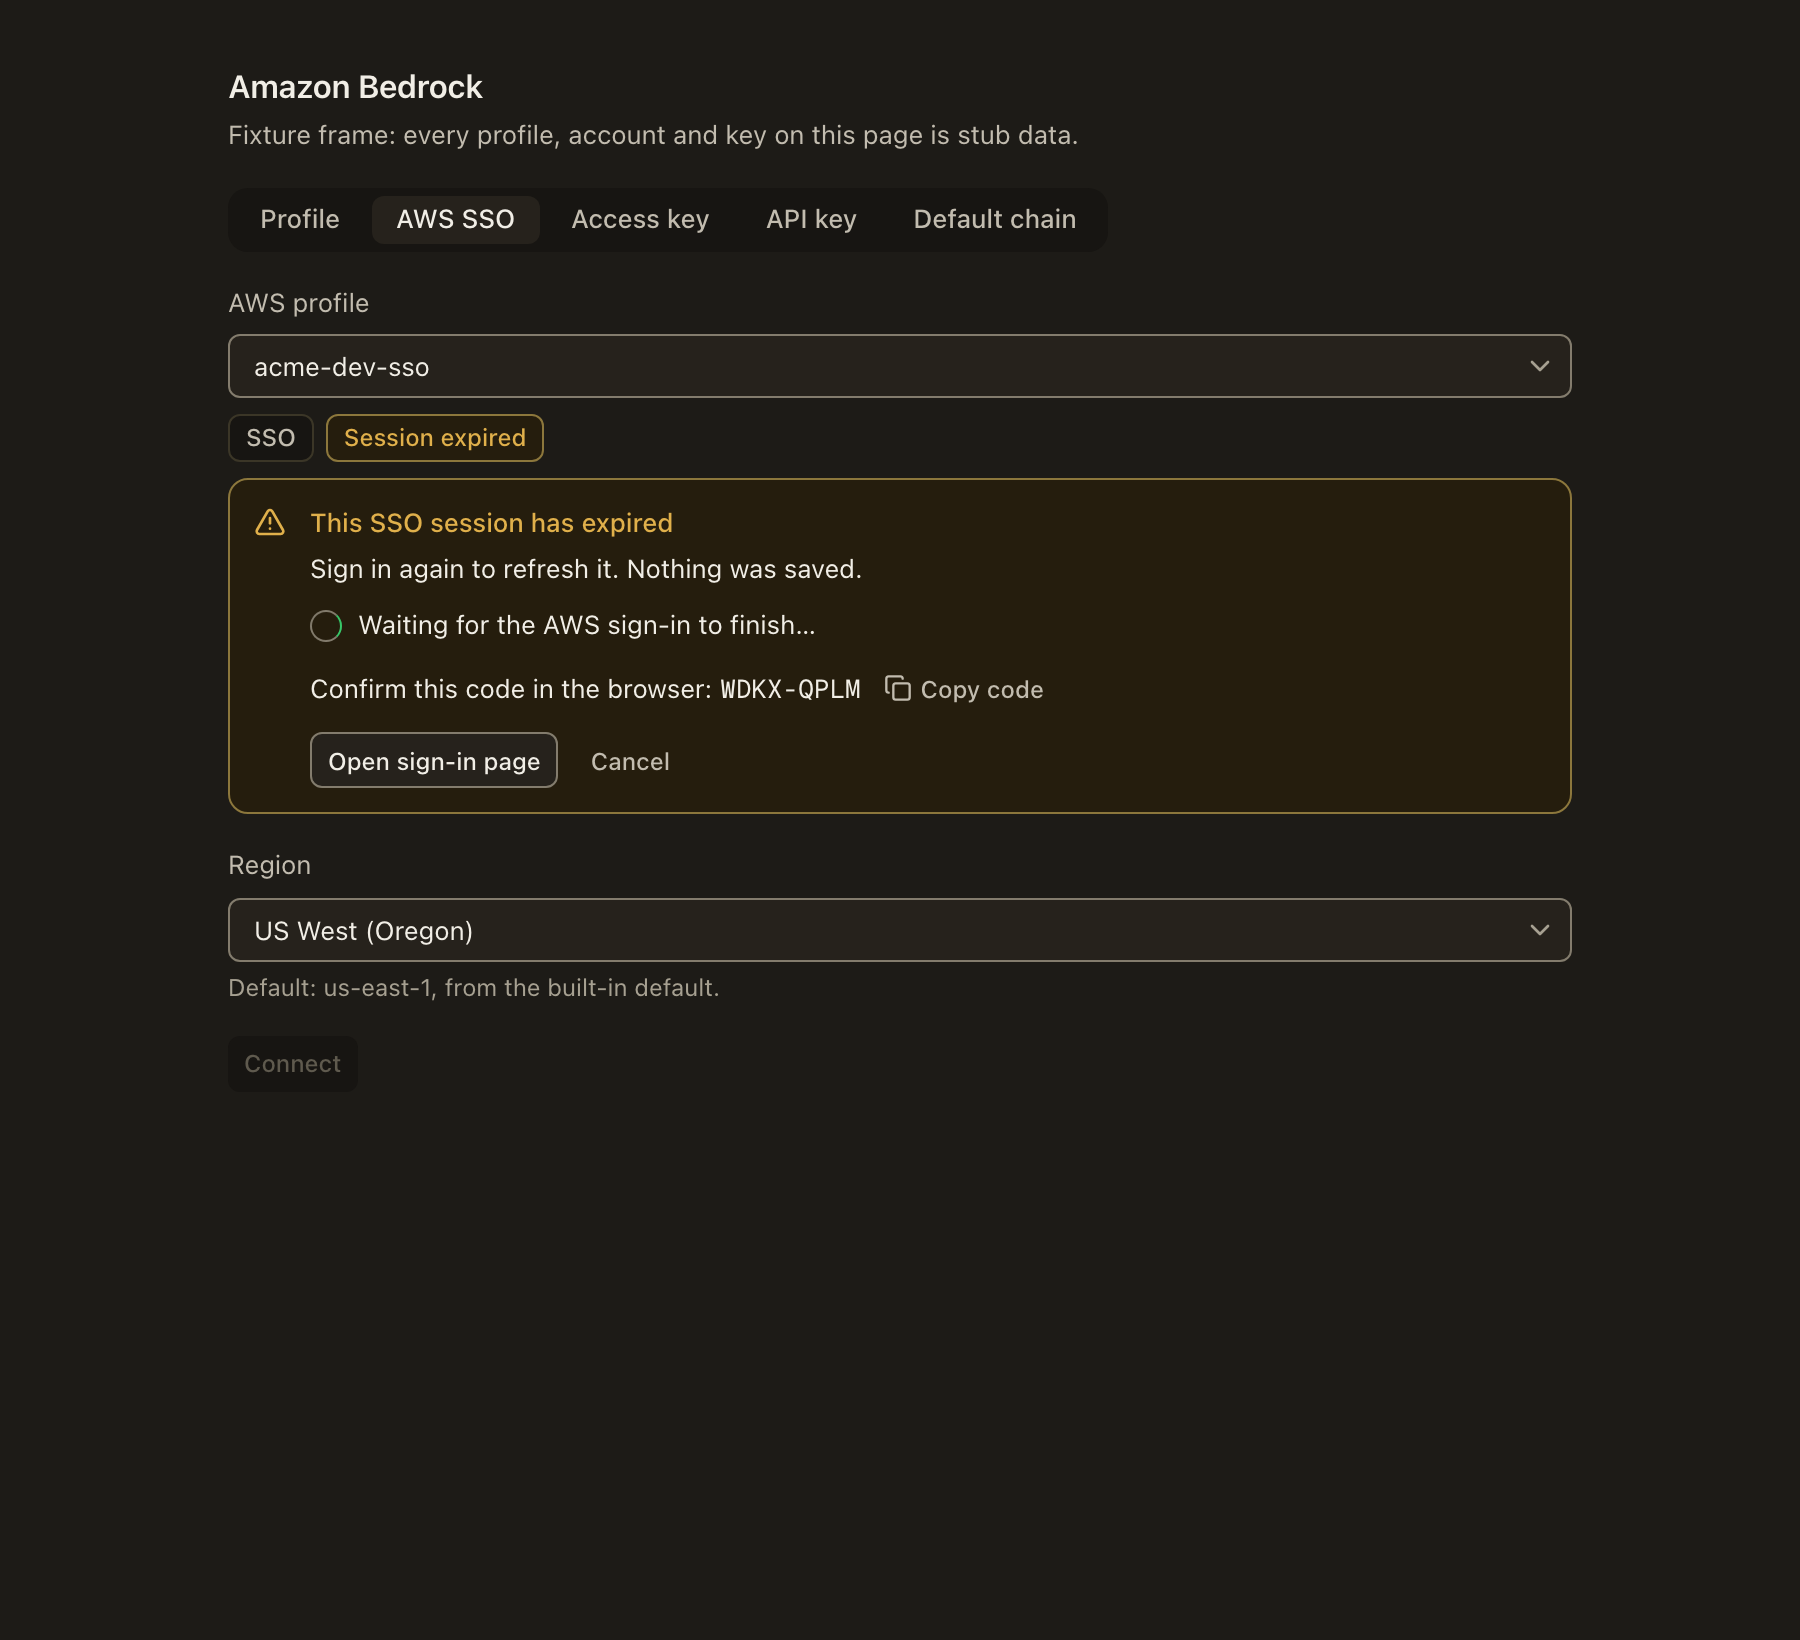 Amazon Bedrock
Fixture frame: every profile, account and key on this page is stub data.
Profile AWS SSO Access key API key Default chain
AWS profile
acme-dev-sso
SSO Session expired
This SSO session has expired
Sign in again to refresh it. Nothing was saved.
Waiting for the AWS sign-in to finish...
Confirm this code in the browser: WDKX-QPLM Copy code
Open sign-in page Cancel
Region
US West (Oregon)
Default: us-east-1, from the built-in default.
Connect